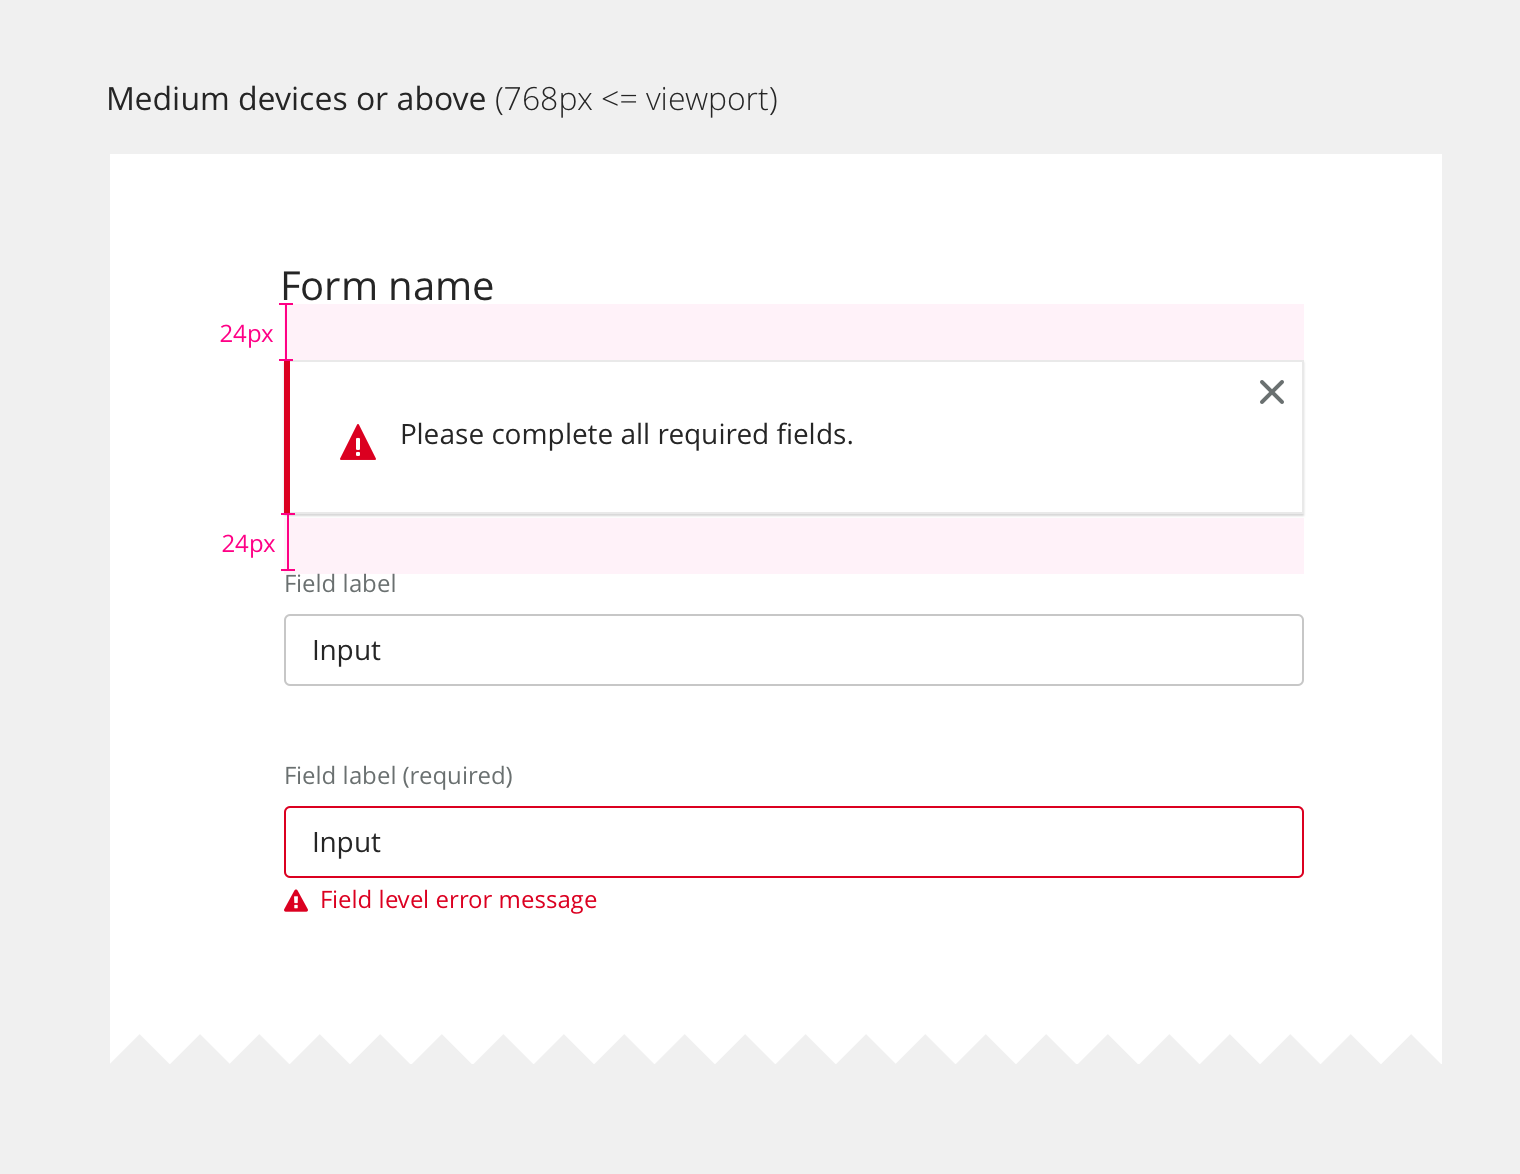 Medium devices or above (768px <= viewport)
Form name
24px
Please complete all required fields.
24px
Field label
Input
Field label (required)
Input
Field level error message